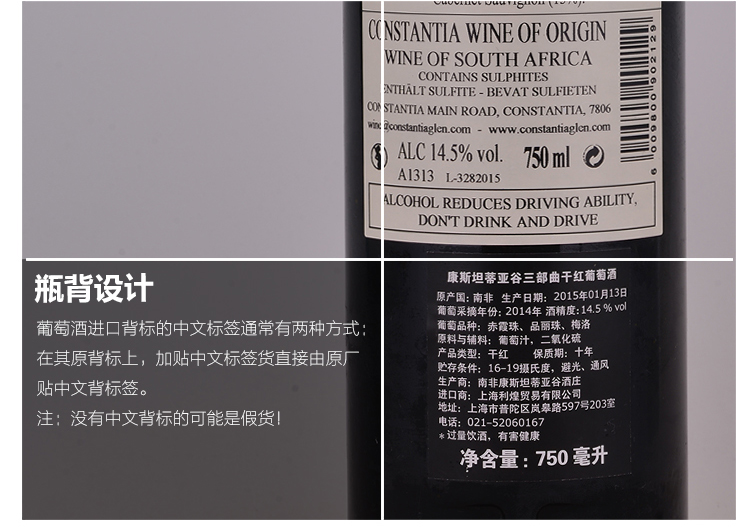 Cabernet Sauvignon (15%).
CONSTANTIA WINE OF ORIGIN
WINE OF SOUTH AFRICA
CONTAINS SULPHITES
ENTHÄLT SULFITE - BEVAT SULFIETEN
CONSTANTIA MAIN ROAD, CONSTANTIA, 7806
wine@constantiaglen.com - www.constantiaglen.com
ALC 14.5% vol. 750 ml
A1313 L-3282015
ALCOHOL REDUCES DRIVING ABILITY,
DON'T DRINK AND DRIVE
6 009800 902129
瓶背设计
葡萄酒进口背标的中文标签通常有两种方式;
在其原背标上，加贴中文标签货直接由原厂
贴中文背标签。
注：没有中文背标的可能是假货!
康斯坦蒂亚谷三部曲干红葡萄酒
原产国: 南非 生产日期: 2015年01月13日
葡萄采摘年份: 2014年 酒精度: 14.5 % vol
葡萄品种: 赤霞珠、品丽珠、梅洛
原料与辅料: 葡萄汁、二氧化硫
产品类型: 干红 保质期: 十年
贮存条件: 16-19摄氏度，避光、通风
生产商: 南非康斯坦蒂亚谷酒庄
进口商: 上海利煌贸易有限公司
地址: 上海市普陀区岚皋路597号203室
电话: 021-52060167
*过量饮酒，有害健康
净含量: 750 毫升